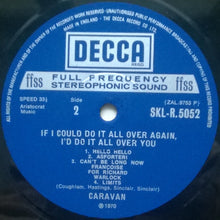 MADE IN ENGLAND
THE DECCA RECORD CO. LTD.
DECCA
ffss
FULL FREQUENCY
STEREOPHONIC SOUND
ffss
SPEED 33⅓
Side
2
(ZAL.9753 P)
Aristocrat
Music
SKL-R.5052
IF I COULD DO IT ALL OVER AGAIN,
I'D DO IT ALL OVER YOU
1. HELLO HELLO
2. ASFORTERI
3. CAN'T BE LONG NOW
FRANCOISE
FOR RICHARD
WARLOCK
4. LIMITS
(Coughlan, Hastings, Sinclair, Sinclair)
CARAVAN
℗ 1970